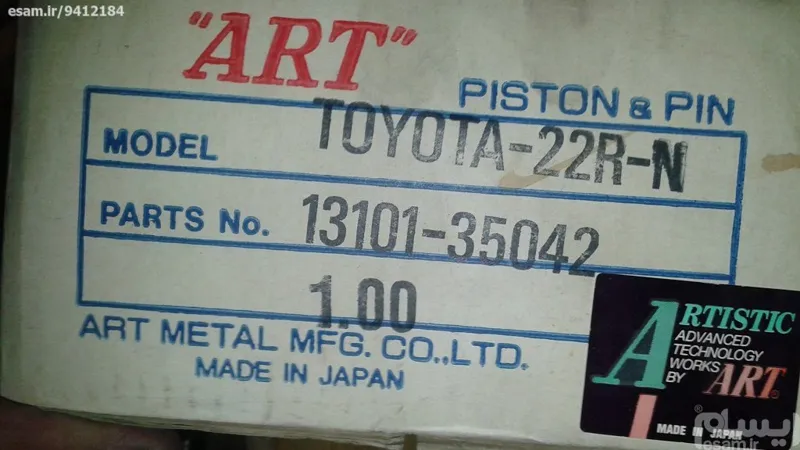 esam.ir/9412184
"ART"
PISTON & PIN
MODEL TOYOTA-22R-N
PARTS No. 13101-35042
1.00
ART METAL MFG. CO.,LTD.
MADE IN JAPAN
ARTISTIC
ADVANCED
TECHNOLOGY
WORKS
BY ART
MADE IN JAPAN
ایسام
esam.ir